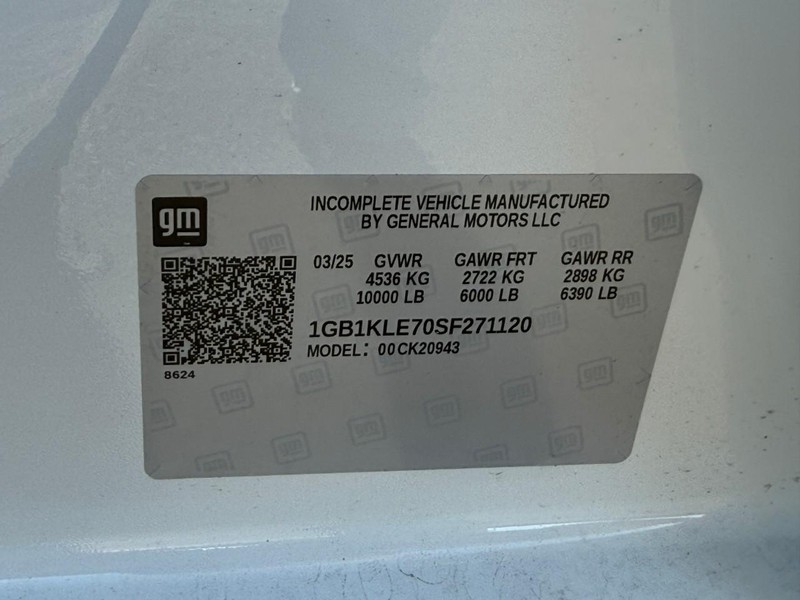 gm
INCOMPLETE VEHICLE MANUFACTURED
BY GENERAL MOTORS LLC
03/25 GVWR GAWR FRT GAWR RR
4536 KG 2722 KG 2898 KG
10000 LB 6000 LB 6390 LB
1GB1KLE70SF271120
MODEL: 00CK20943
8624